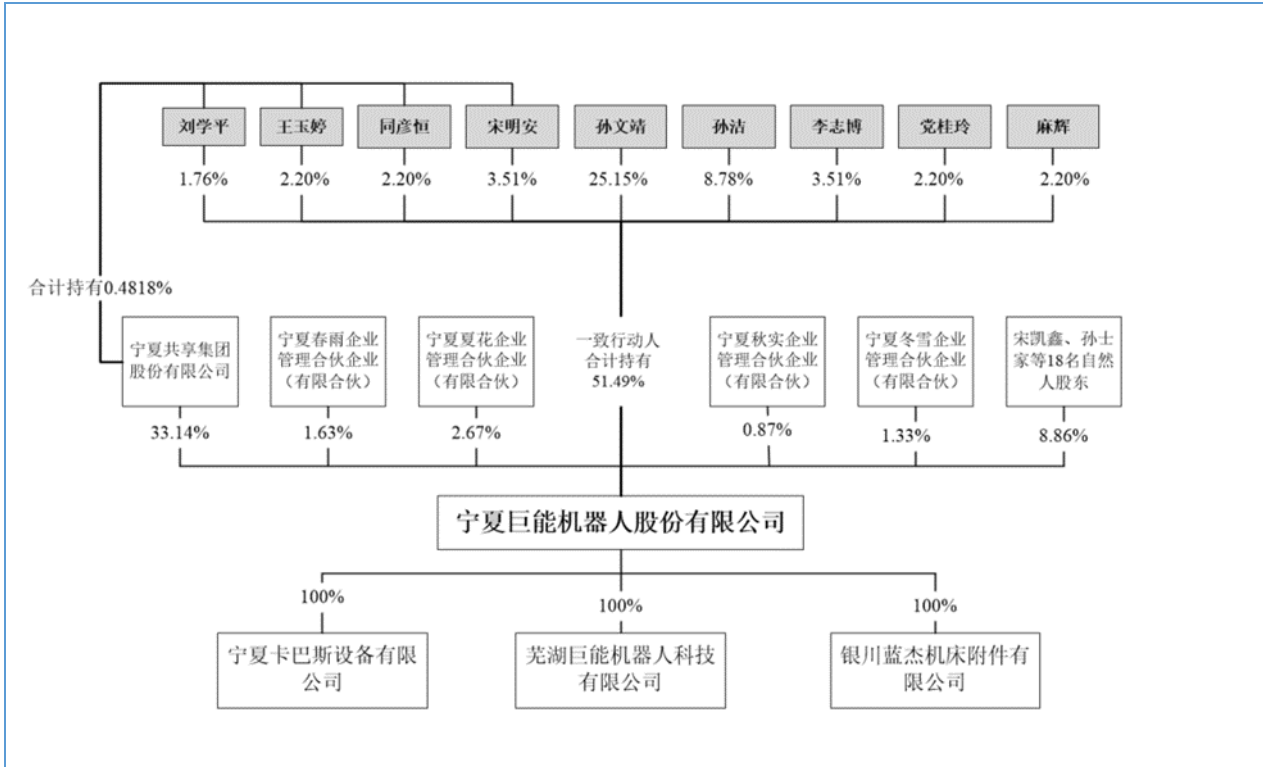 刘学平 王玉婷 同彦恒 宋明安 孙文靖 孙洁 李志博 党桂玲 麻辉
1.76% 2.20% 2.20% 3.51% 25.15% 8.78% 3.51% 2.20% 2.20%
合计持有0.4818%
宁夏共享集团
股份有限公司
宁夏春雨企业
管理合伙企业
（有限合伙）
宁夏夏花企业
管理合伙企业
（有限合伙）
一致行动人
合计持有
51.49%
宁夏秋实企业
管理合伙企业
（有限合伙）
宁夏冬雪企业
管理合伙企业
（有限合伙）
宋凯鑫、孙士
家等18名自然
人股东
33.14% 1.63% 2.67% 0.87% 1.33% 8.86%
宁夏巨能机器人股份有限公司
100% 100% 100%
宁夏卡巴斯设备有限
公司
芜湖巨能机器人科技
有限公司
银川蓝杰机床附件有
限公司